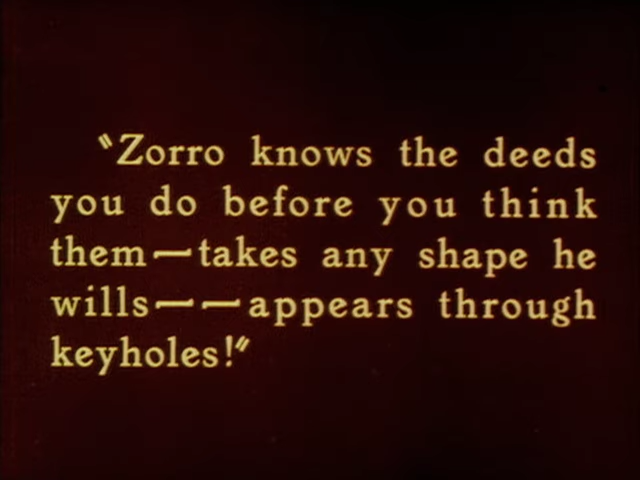 "Zorro knows the deeds
you do before you think
them—takes any shape he
wills——appears through
keyholes!"